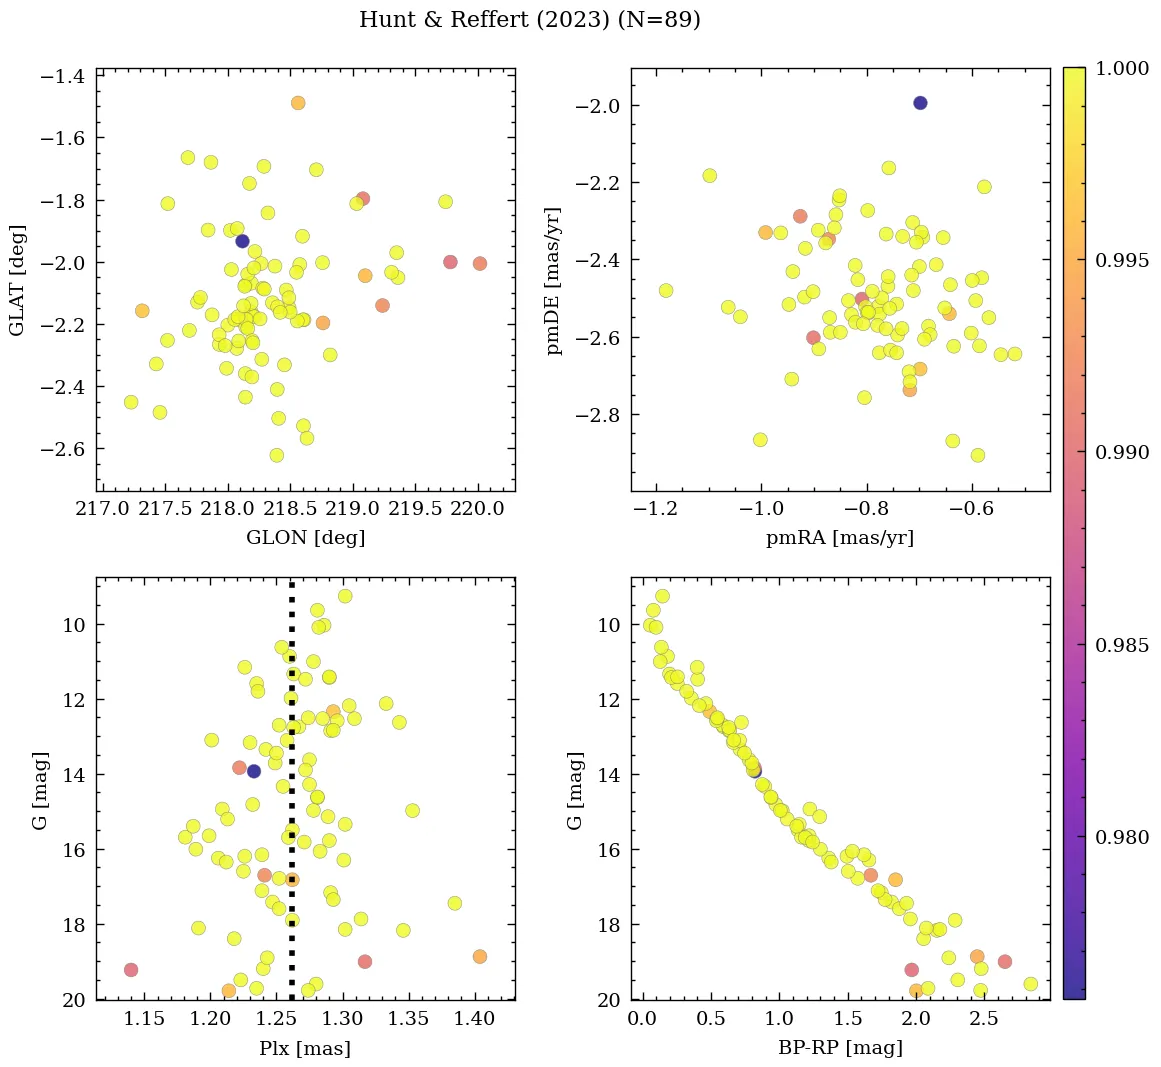 Hunt & Reffert (2023) (N=89)
−1.4
−1.6
−1.8
−2.0
−2.2
−2.4
−2.6
GLAT [deg]
217.0 217.5 218.0 218.5 219.0 219.5 220.0
GLON [deg]
−2.0
−2.2
−2.4
−2.6
−2.8
pmDE [mas/yr]
−1.2 −1.0 −0.8 −0.6
pmRA [mas/yr]
10
12
14
16
18
20
G [mag]
1.15 1.20 1.25 1.30 1.35 1.40
Plx [mas]
10
12
14
16
18
20
G [mag]
0.0 0.5 1.0 1.5 2.0 2.5
BP-RP [mag]
1.000
0.995
0.990
0.985
0.980